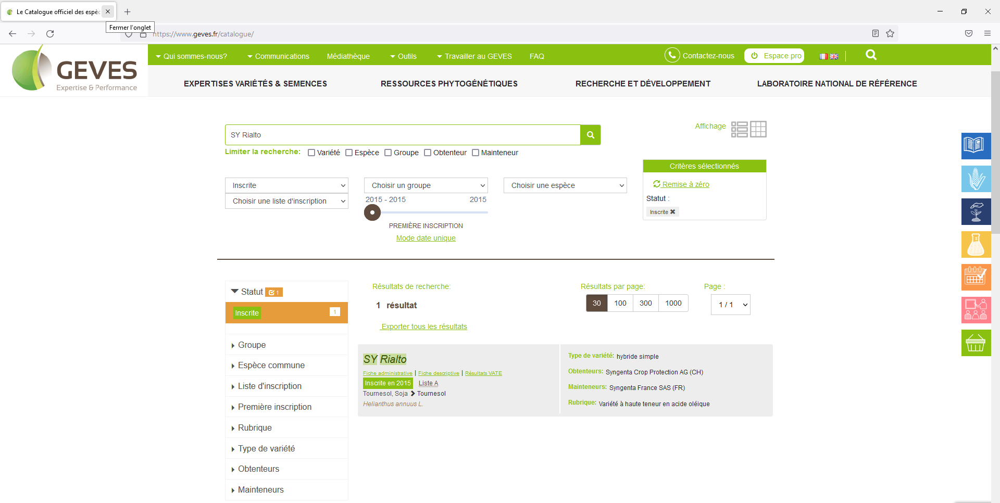 Le Catalogue officiel des espèc
Fermer l'onglet
https://www.geves.fr/catalogue/
GEVES
Expertise & Performance
Qui sommes-nous? Communications Médiathèque Outils Travailler au GEVES FAQ Contactez-nous Espace pro
EXPERTISES VARIÉTÉS & SEMENCES RESSOURCES PHYTOGÉNÉTIQUES RECHERCHE ET DÉVELOPPEMENT LABORATOIRE NATIONAL DE RÉFÉRENCE
SY Rialto
Affichage
Limiter la recherche: Variété Espèce Groupe Obtenteur Mainteneur
Inscrite Choisir un groupe Choisir une espèce
Choisir une liste d'inscription
2015 - 2015 2015
PREMIÈRE INSCRIPTION
Mode date unique
Critères sélectionnés
Remise à zéro
Statut :
Inscrite
Statut 1
Inscrite 1
Groupe
Espèce commune
Liste d'inscription
Première inscription
Rubrique
Type de variété
Obtenteurs
Mainteneurs
Résultats de recherche: Résultats par page: Page :
1 résultat 30 100 300 1000 1 / 1
Exporter tous les résultats
SY Rialto
Fiche administrative | Fiche descriptive | Résultats VATE
Inscrite en 2015 Liste A
Tournesol, Soja Tournesol
Helianthus annuus L.
Type de variété: hybride simple
Obtenteurs: Syngenta Crop Protection AG (CH)
Mainteneurs: Syngenta France SAS (FR)
Rubrique: Variété à haute teneur en acide oléique